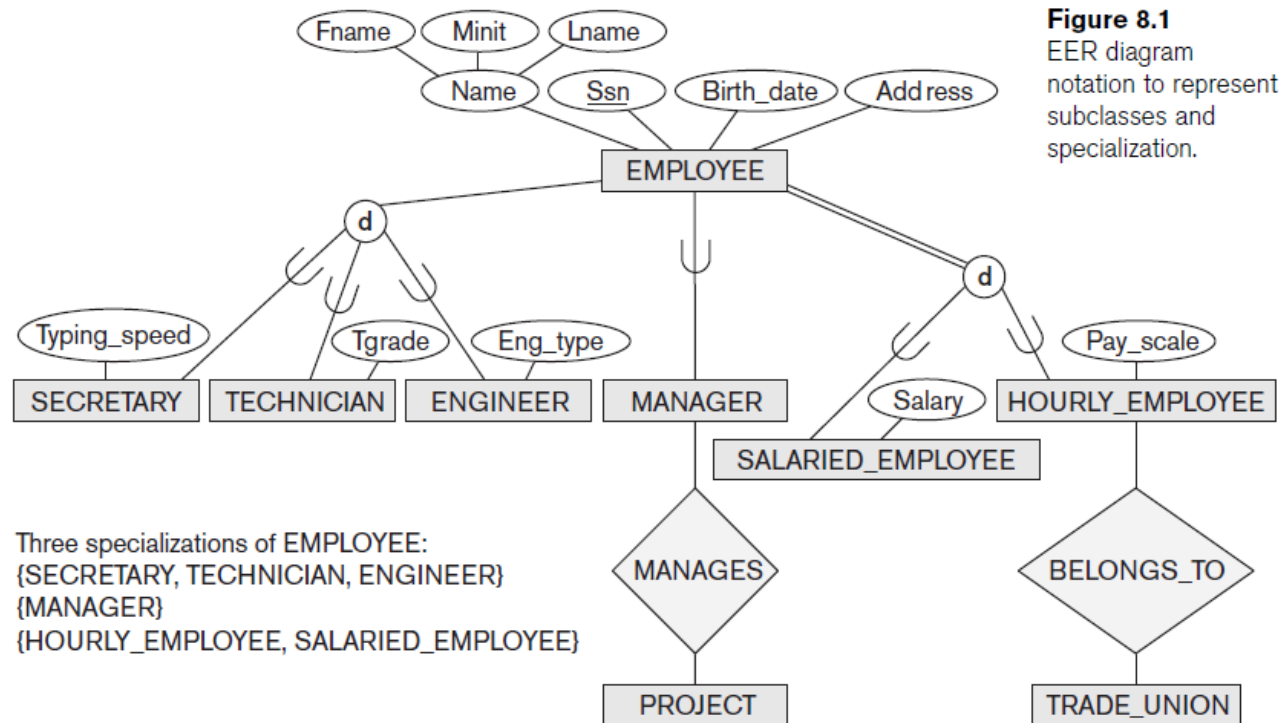 Figure 8.1
EER diagram
notation to represent
subclasses and
specialization.
Fname
Minit
Lname
Name
Ssn
Birth_date
Add ress
EMPLOYEE
d
d
Typing_speed
Tgrade
Eng_type
Pay_scale
SECRETARY
TECHNICIAN
ENGINEER
MANAGER
Salary
HOURLY_EMPLOYEE
SALARIED_EMPLOYEE
Three specializations of EMPLOYEE:
{SECRETARY, TECHNICIAN, ENGINEER}
{MANAGER}
{HOURLY_EMPLOYEE, SALARIED_EMPLOYEE}
MANAGES
BELONGS_TO
PROJECT
TRADE_UNION